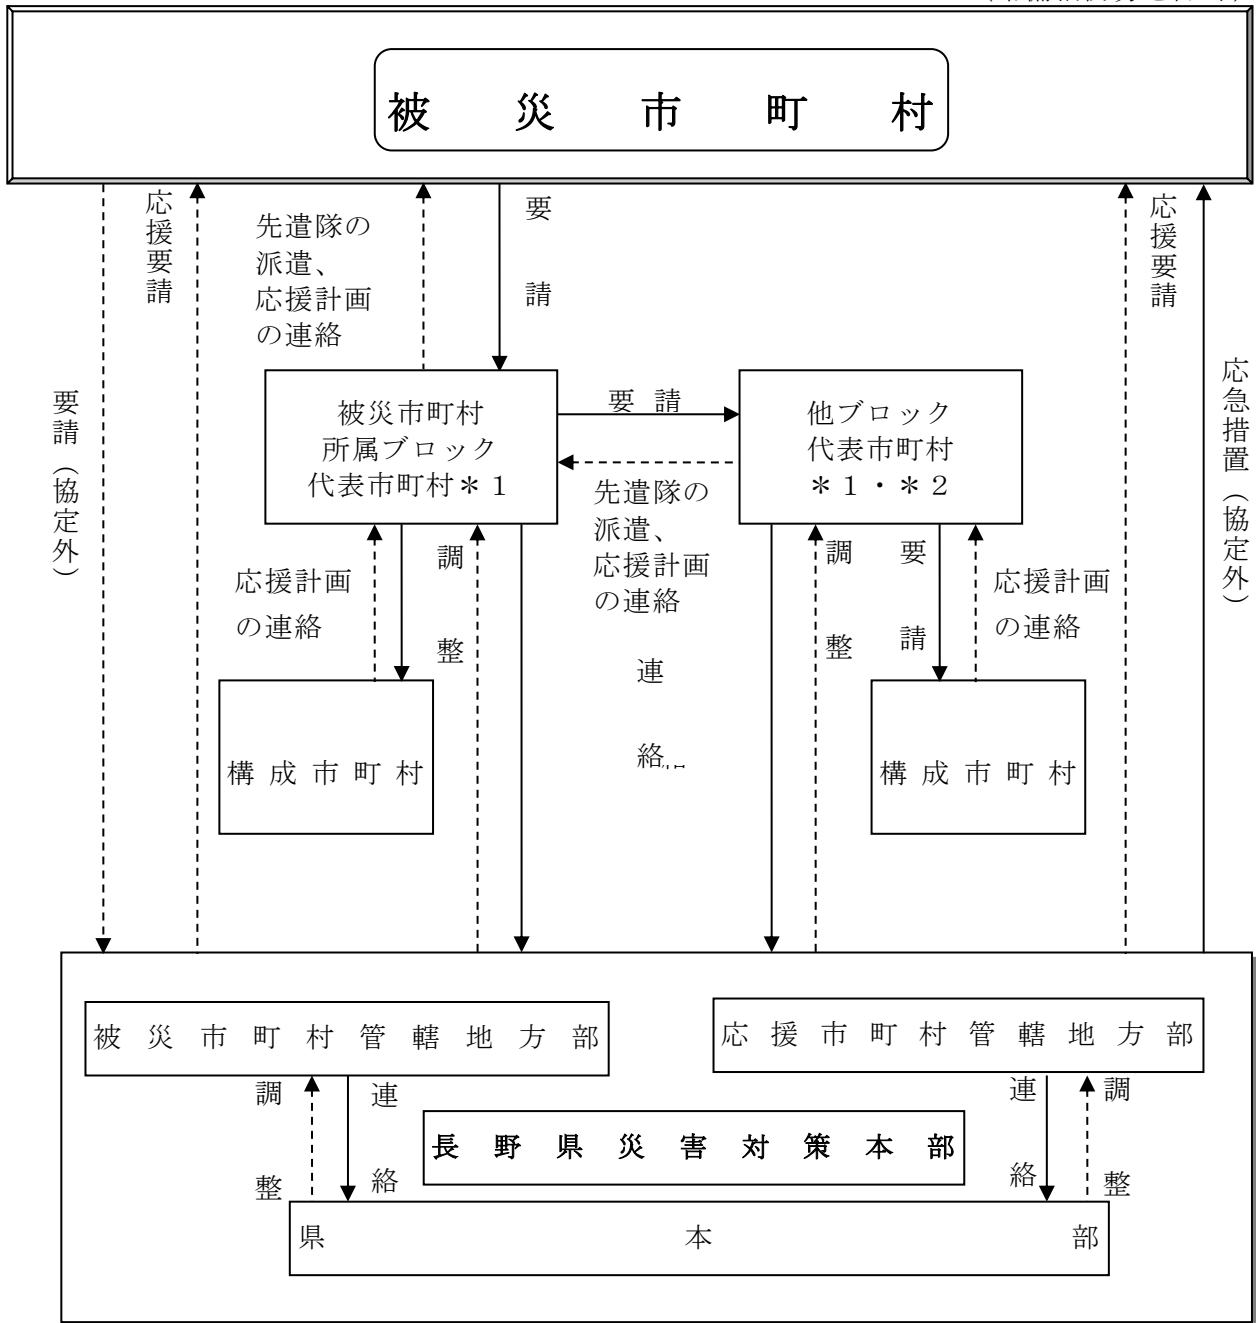 被災市町村
応援要請
先遣隊の
派遣、
応援計画
の連絡
要請
応援要請
要請（協定外）
応急措置（協定外）
被災市町村
所属ブロック
代表市町村＊１
要請
他ブロック
代表市町村
＊１・＊２
先遣隊の
派遣、
応援計画
の連絡
応援計画
の連絡
調整
調整
要請
応援計画
の連絡
連絡
構成市町村
構成市町村
被災市町村管轄地方部
応援市町村管轄地方部
調整
連絡
長野県災害対策本部
連絡
調整
県本部